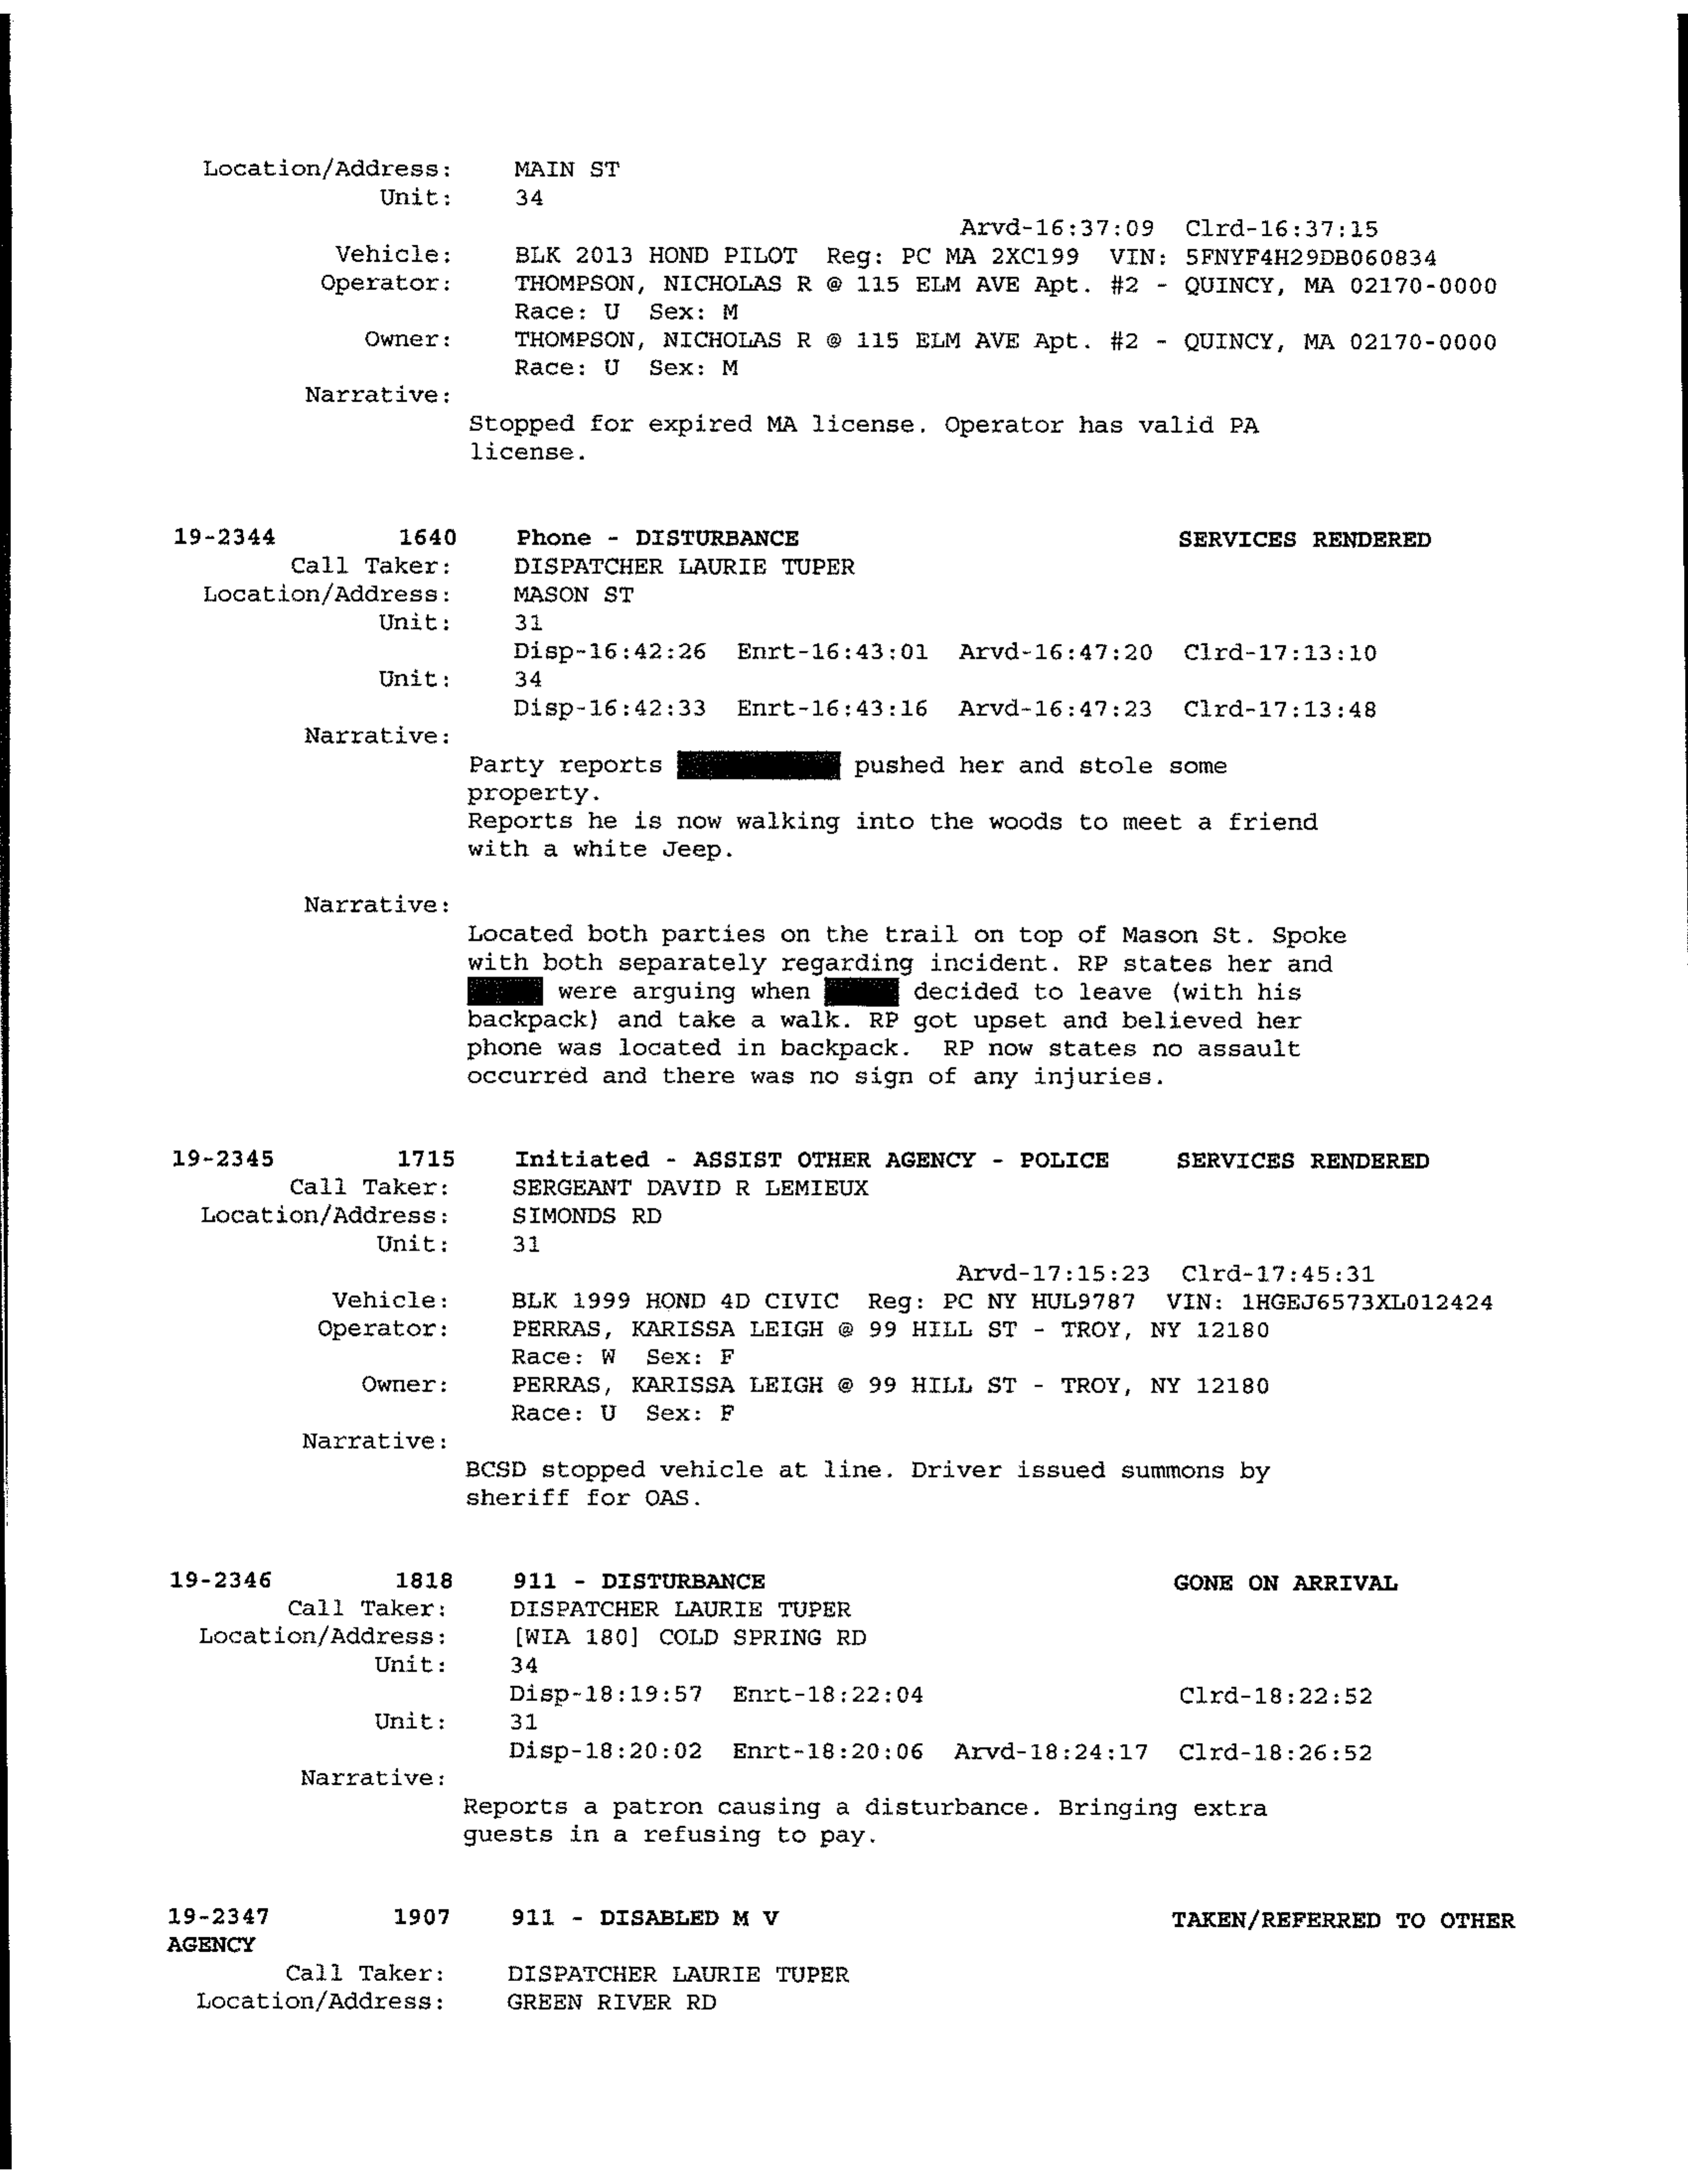 Location/Address: MAIN ST
Unit: 34
Arvd-16:37:09 Clrd-16:37:15
Vehicle: BLK 2013 HOND PILOT Reg: PC MA 2XC199 VIN: 5FNYF4H29DB060834
Operator: THOMPSON, NICHOLAS R @ 115 ELM AVE Apt. #2 - QUINCY, MA 02170-0000
Race: U Sex: M
Owner: THOMPSON, NICHOLAS R @ 115 ELM AVE Apt. #2 - QUINCY, MA 02170-0000
Race: U Sex: M
Narrative:
Stopped for expired MA license. Operator has valid PA
license.
19-2344 1640 Phone - DISTURBANCE SERVICES RENDERED
Call Taker: DISPATCHER LAURIE TUPER
Location/Address: MASON ST
Unit: 31
Disp-16:42:26 Enrt-16:43:01 Arvd-16:47:20 Clrd-17:13:10
Unit: 34
Disp-16:42:33 Enrt-16:43:16 Arvd-16:47:23 Clrd-17:13:48
Narrative:
Party reports pushed her and stole some
property.
Reports he is now walking into the woods to meet a friend
with a white Jeep.
Narrative:
Located both parties on the trail on top of Mason St. Spoke
with both separately regarding incident. RP states her and
were arguing when decided to leave (with his
backpack) and take a walk. RP got upset and believed her
phone was located in backpack. RP now states no assault
occurred and there was no sign of any injuries.
19-2345 1715 Initiated - ASSIST OTHER AGENCY - POLICE SERVICES RENDERED
Call Taker: SERGEANT DAVID R LEMIEUX
Location/Address: SIMONDS RD
Unit: 31
Arvd-17:15:23 Clrd-17:45:31
Vehicle: BLK 1999 HOND 4D CIVIC Reg: PC NY HUL9787 VIN: 1HGEJ6573XL012424
Operator: PERRAS, KARISSA LEIGH @ 99 HILL ST - TROY, NY 12180
Race: W Sex: F
Owner: PERRAS, KARISSA LEIGH @ 99 HILL ST - TROY, NY 12180
Race: U Sex: F
Narrative:
BCSD stopped vehicle at line. Driver issued summons by
sheriff for OAS.
19-2346 1818 911 - DISTURBANCE GONE ON ARRIVAL
Call Taker: DISPATCHER LAURIE TUPER
Location/Address: [WIA 180] COLD SPRING RD
Unit: 34
Disp-18:19:57 Enrt-18:22:04 Clrd-18:22:52
Unit: 31
Disp-18:20:02 Enrt-18:20:06 Arvd-18:24:17 Clrd-18:26:52
Narrative:
Reports a patron causing a disturbance. Bringing extra
guests in a refusing to pay.
19-2347 1907 911 - DISABLED M V TAKEN/REFERRED TO OTHER
AGENCY
Call Taker: DISPATCHER LAURIE TUPER
Location/Address: GREEN RIVER RD